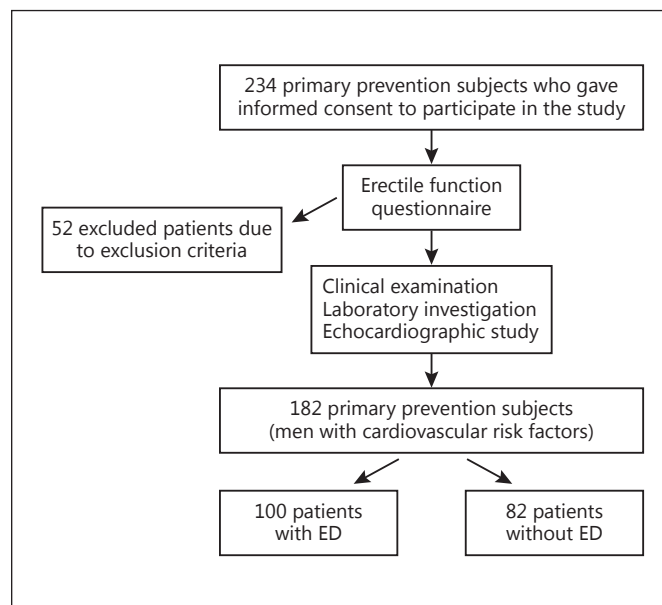 234 primary prevention subjects who gave
informed consent to participate in the study
Erectile function
questionnaire
52 excluded patients due
to exclusion criteria
Clinical examination
Laboratory investigation
Echocardiographic study
182 primary prevention subjects
(men with cardiovascular risk factors)
100 patients
with ED
82 patients
without ED